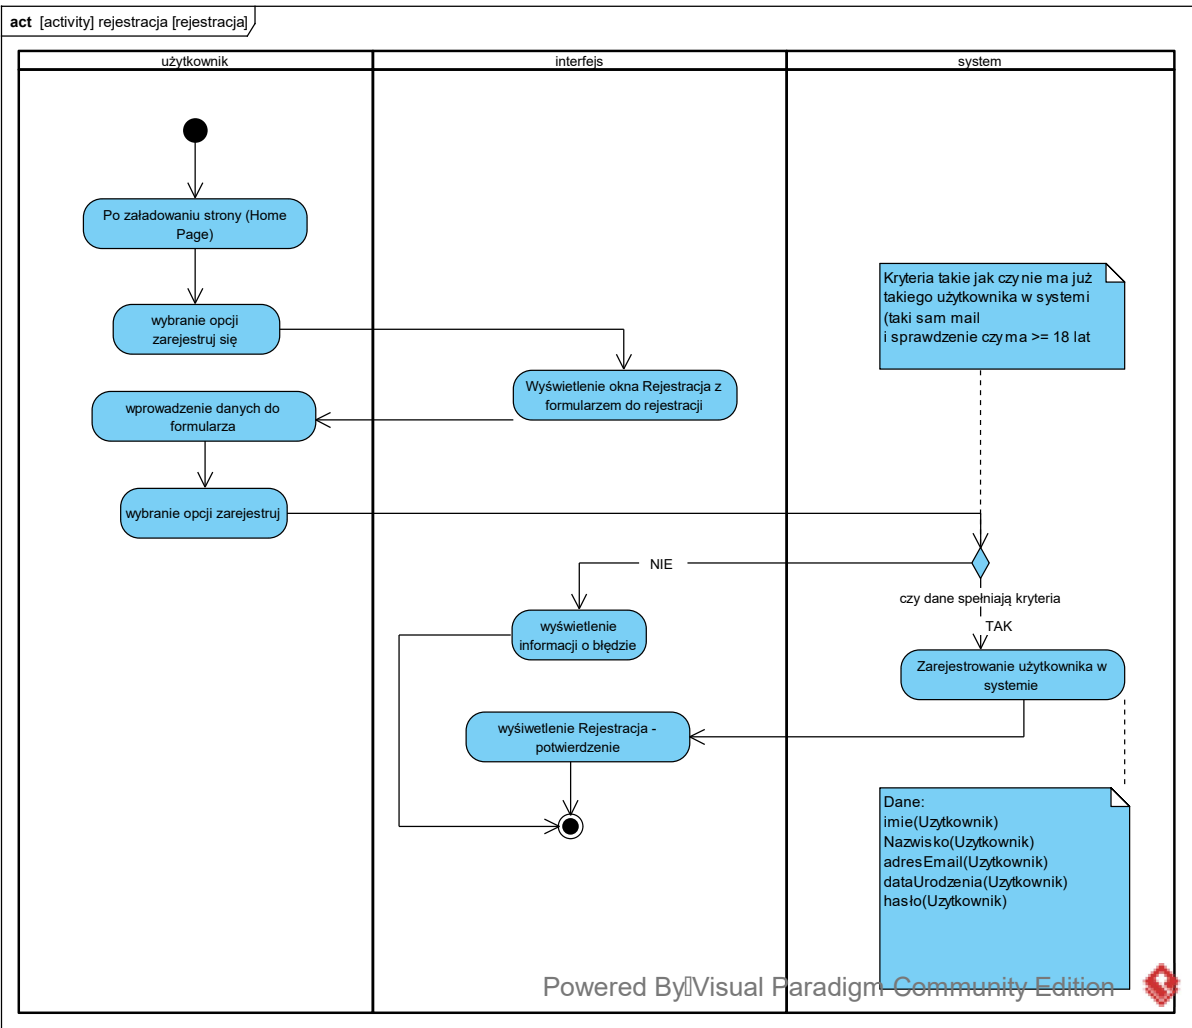 act [activity] rejestracja [rejestracja]
użytkownik
interfejs
system
Po załadowaniu strony (Home
Page)
wybranie opcji
zarejestruj się
Kryteria takie jak czy nie ma już
takiego użytkownika w systemi
(taki sam mail
i sprawdzenie czy ma >= 18 lat
Wyświetlenie okna Rejestracja z
formularzem do rejestracji
wprowadzenie danych do
formularza
wybranie opcji zarejestruj
NIE
czy dane spełniają kryteria
TAK
wyświetlenie
informacji o błędzie
Zarejestrowanie użytkownika w
systemie
wyśiwetlenie Rejestracja -
potwierdzenie
Dane:
imie(Uzytkownik)
Nazwisko(Uzytkownik)
adresEmail(Uzytkownik)
dataUrodzenia(Uzytkownik)
hasło(Uzytkownik)
Powered By Visual Paradigm Community Edition